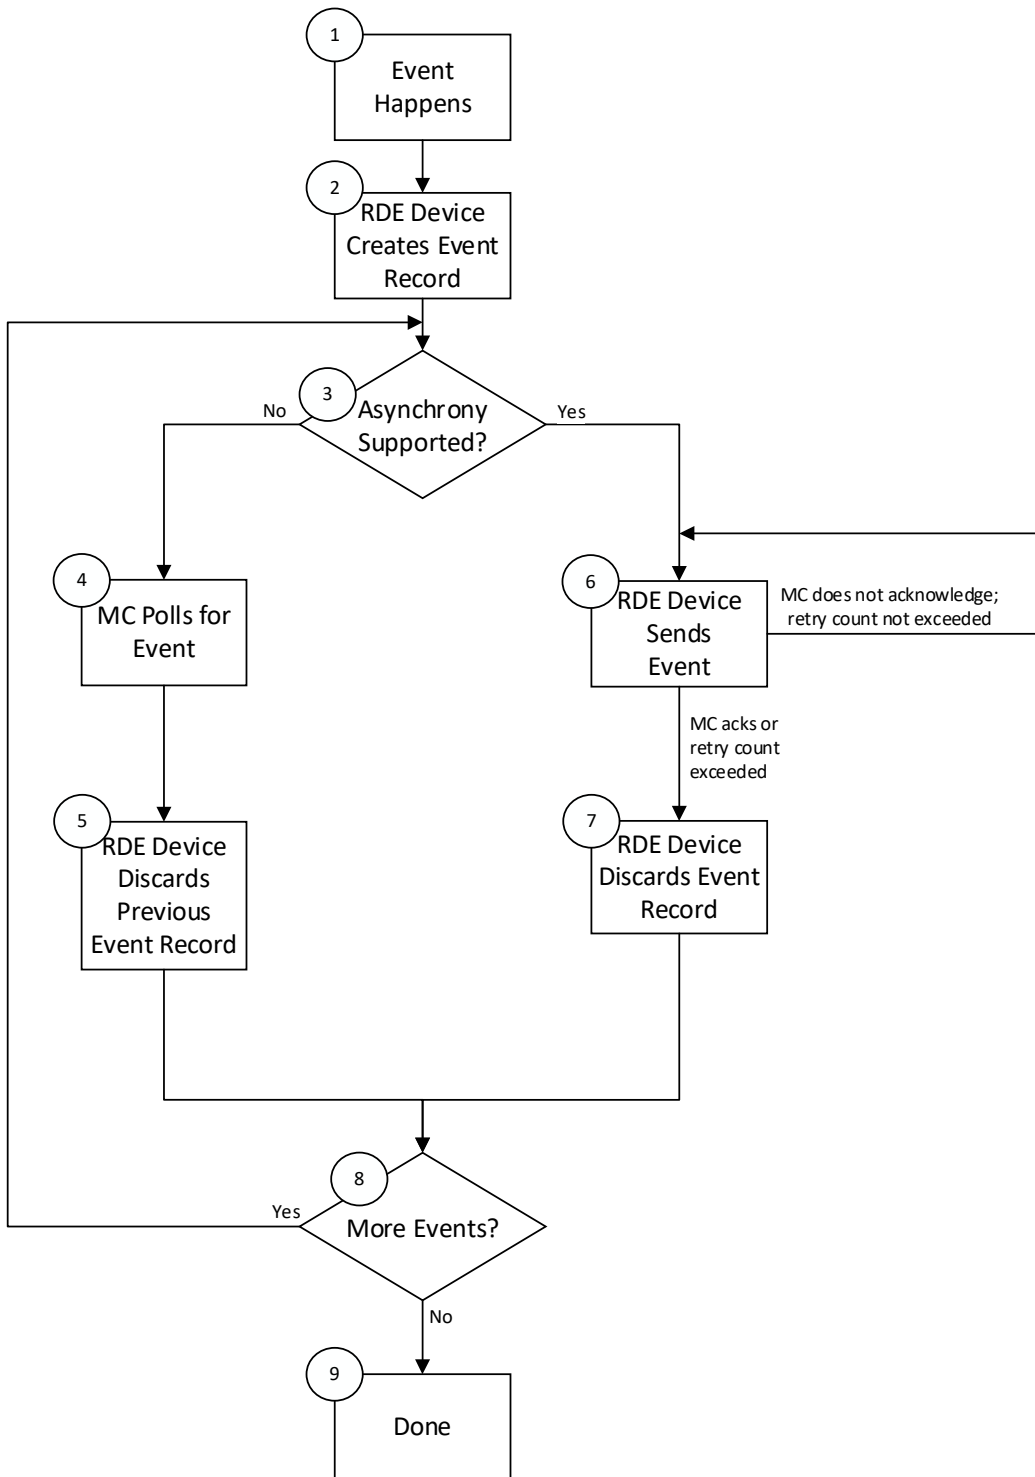 1
Event
Happens
2
RDE Device
Creates Event
Record
3
Asynchrony
Supported?
No
Yes
4
MC Polls for
Event
6
RDE Device
Sends
Event
MC does not acknowledge;
retry count not exceeded
MC acks or
retry count
exceeded
5
RDE Device
Discards
Previous
Event Record
7
RDE Device
Discards Event
Record
8
More Events?
Yes
No
9
Done